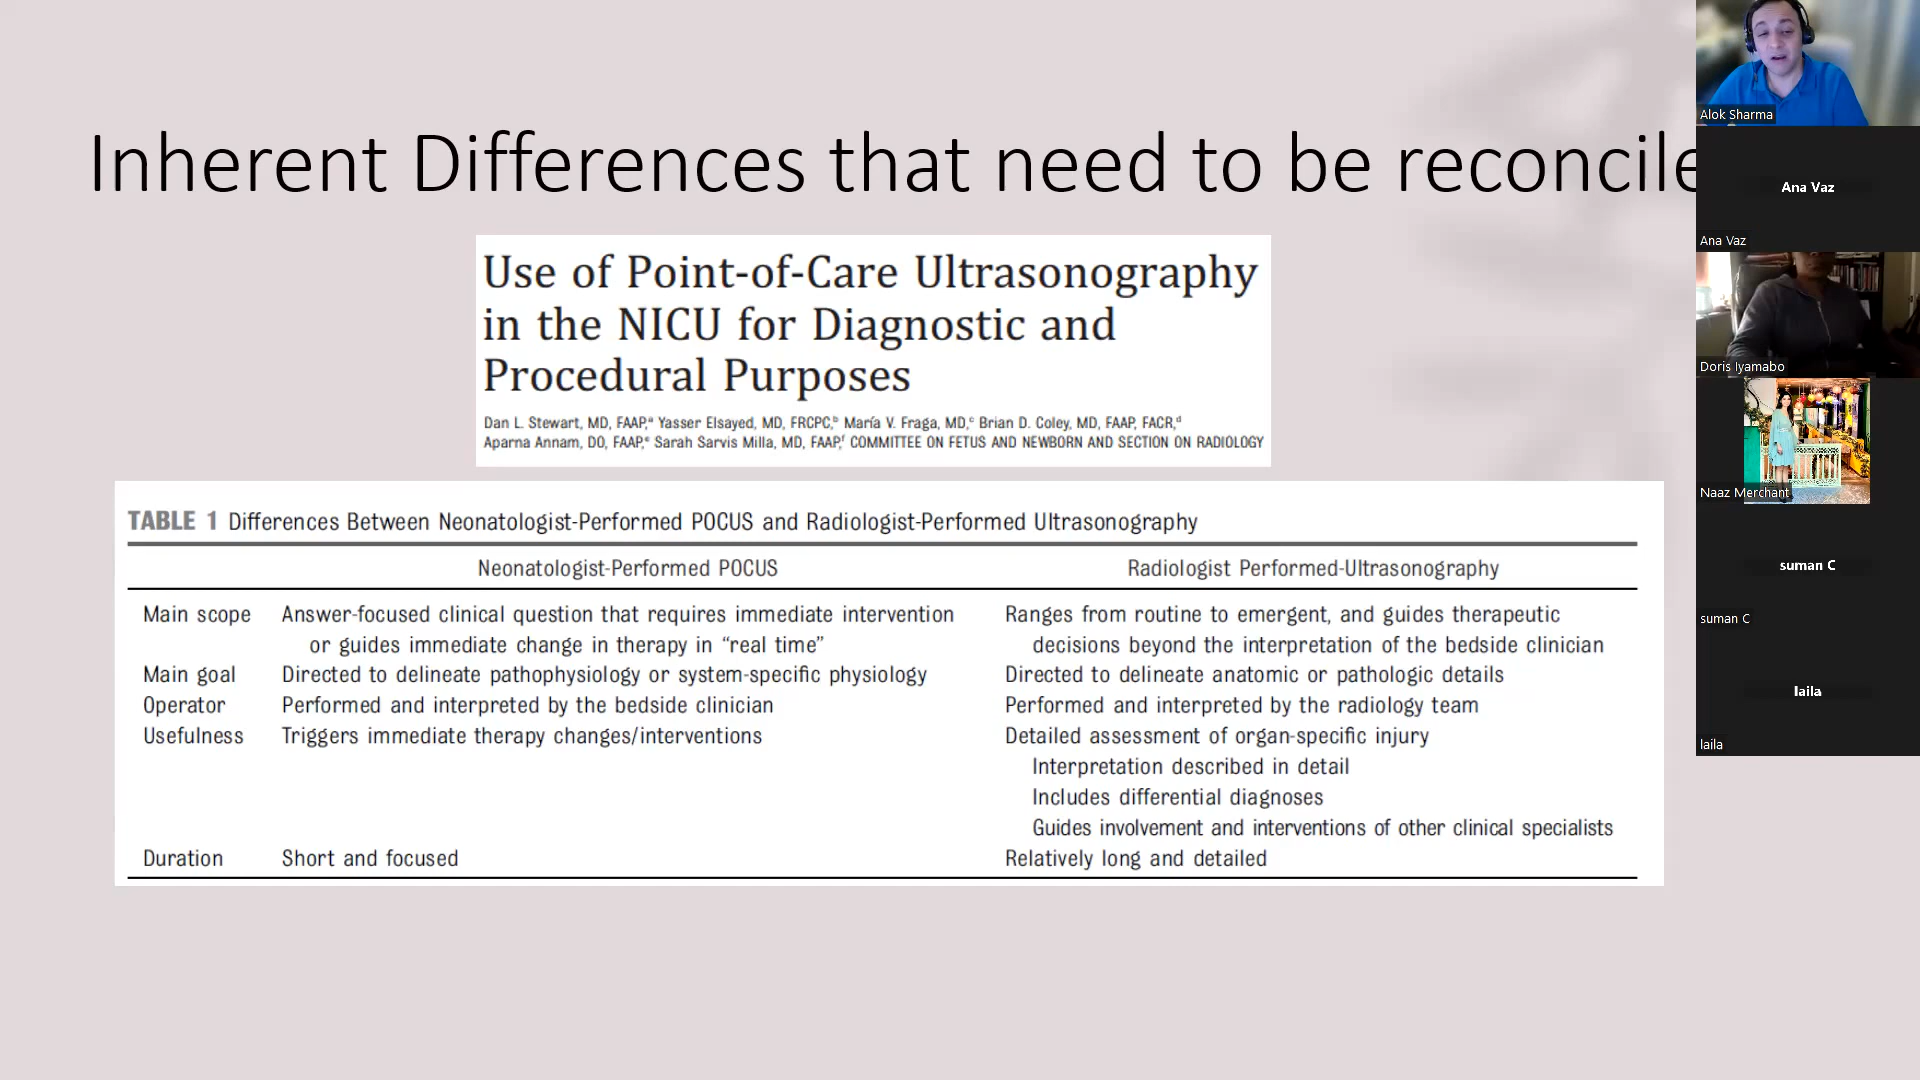 Inherent Differences that need to be reconcile
Use of Point-of-Care Ultrasonography
in the NICU for Diagnostic and
Procedural Purposes
Dan L. Stewart, MD, FAAP,ᵃ Yasser Elsayed, MD, FRCPC,ᵇ María V. Fraga, MD,ᶜ Brian D. Coley, MD, FAAP, FACR,ᵈ
Aparna Annam, DO, FAAP,ᵉ Sarah Sarvis Milla, MD, FAAP,ᶠ COMMITTEE ON FETUS AND NEWBORN AND SECTION ON RADIOLOGY
TABLE 1 Differences Between Neonatologist-Performed POCUS and Radiologist-Performed Ultrasonography
Neonatologist-Performed POCUS Radiologist Performed-Ultrasonography
Main scope Answer-focused clinical question that requires immediate intervention Ranges from routine to emergent, and guides therapeutic
or guides immediate change in therapy in “real time” decisions beyond the interpretation of the bedside clinician
Main goal Directed to delineate pathophysiology or system-specific physiology Directed to delineate anatomic or pathologic details
Operator Performed and interpreted by the bedside clinician Performed and interpreted by the radiology team
Usefulness Triggers immediate therapy changes/interventions Detailed assessment of organ-specific injury
Interpretation described in detail
Includes differential diagnoses
Guides involvement and interventions of other clinical specialists
Duration Short and focused Relatively long and detailed
Alok Sharma
Ana Vaz
Ana Vaz
Doris Iyamabo
Naaz Merchant
suman C
suman C
laila
laila